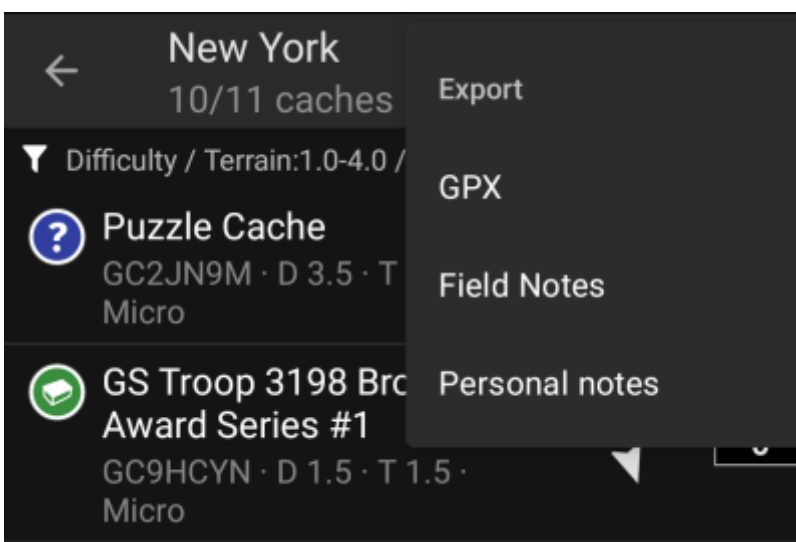 New York
10/11 caches
Export
Difficulty / Terrain:1.0-4.0 /
GPX
Puzzle Cache
GC2JN9M · D 3.5 · T
Micro
Field Notes
GS Troop 3198 Bro
Award Series #1
Personal notes
GC9HCYN · D 1.5 · T 1.5 ·
Micro